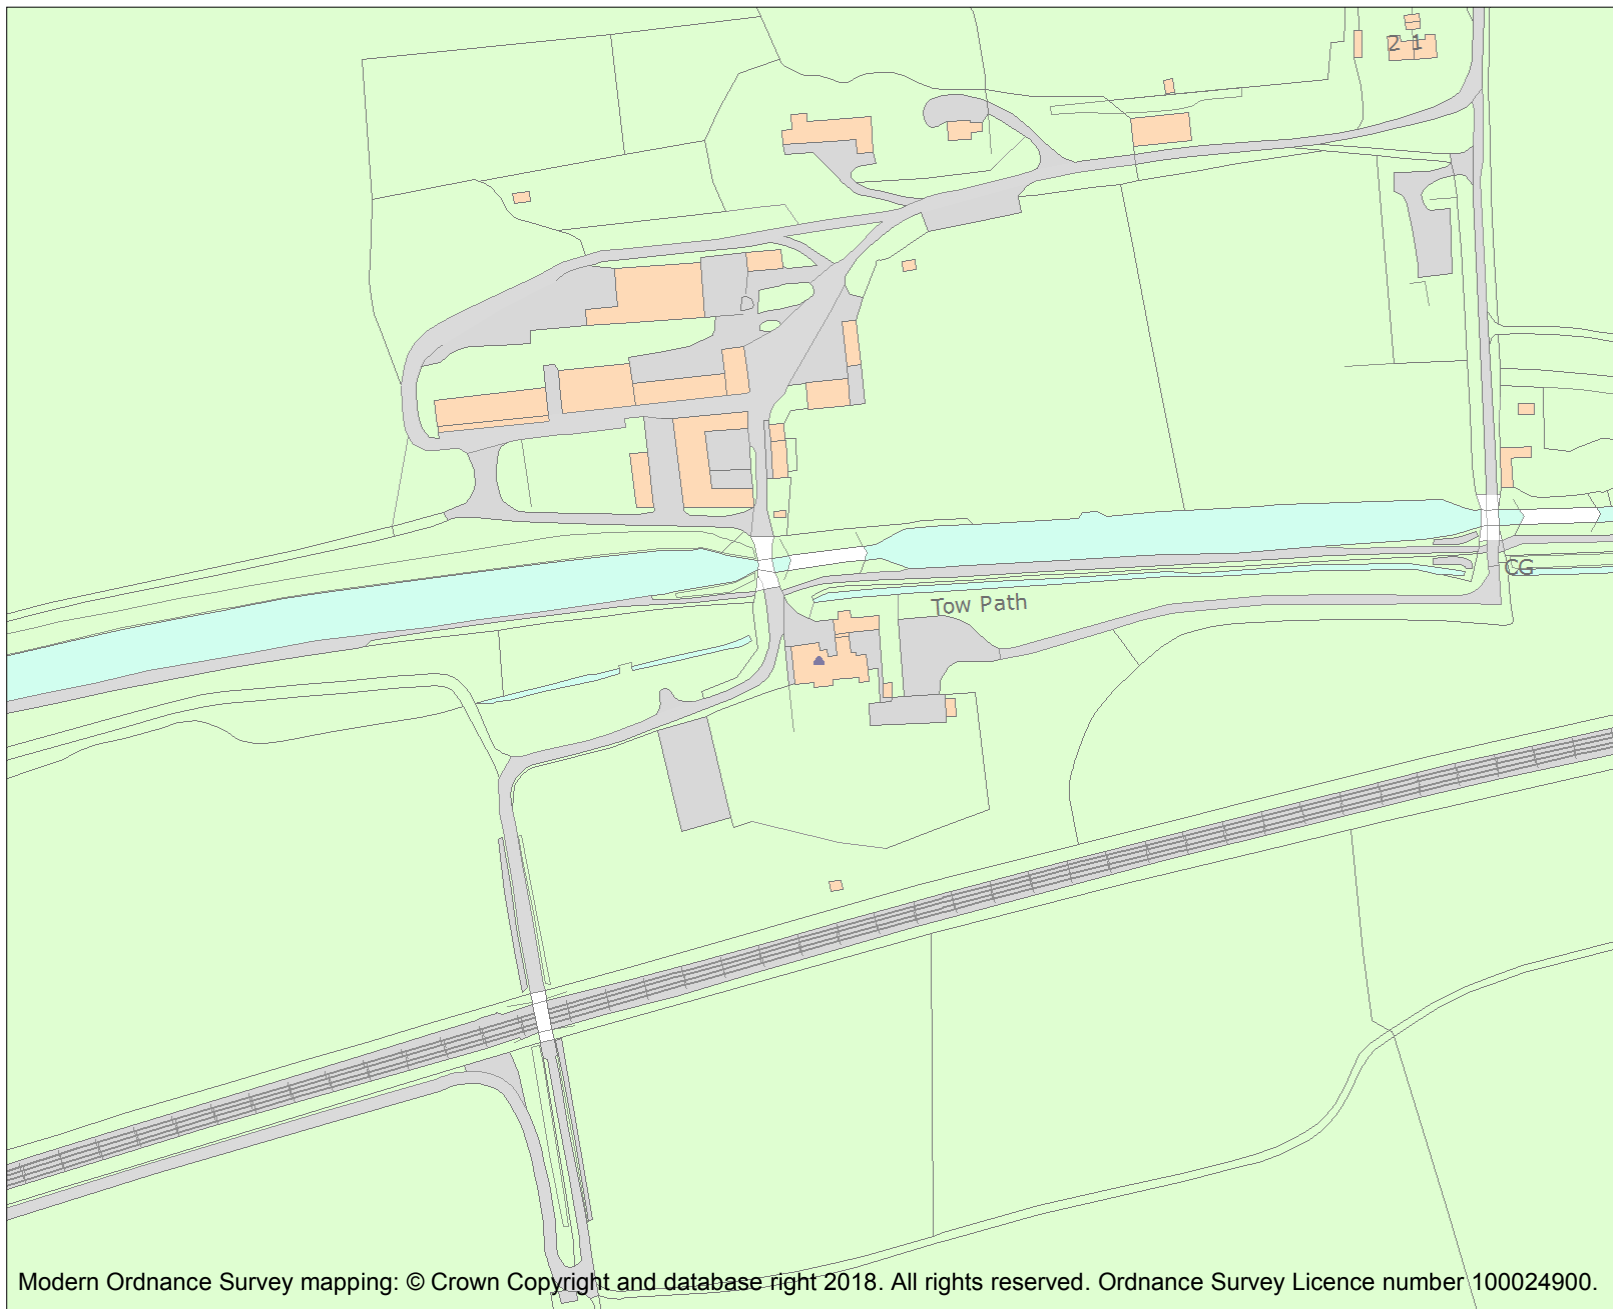 2 1
CG
Tow Path
Modern Ordnance Survey mapping: © Crown Copyright and database right 2018. All rights reserved. Ordnance Survey Licence number 100024900.